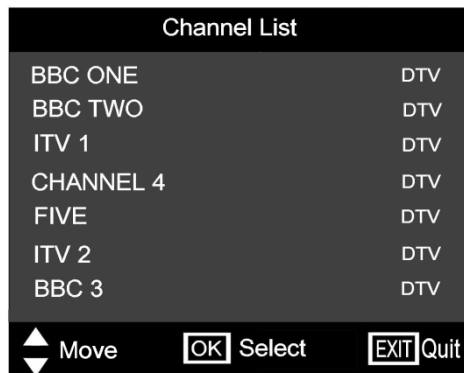 Channel List
BBC ONE DTV
BBC TWO DTV
ITV 1 DTV
CHANNEL 4 DTV
FIVE DTV
ITV 2 DTV
BBC 3 DTV
Move OK Select EXIT Quit